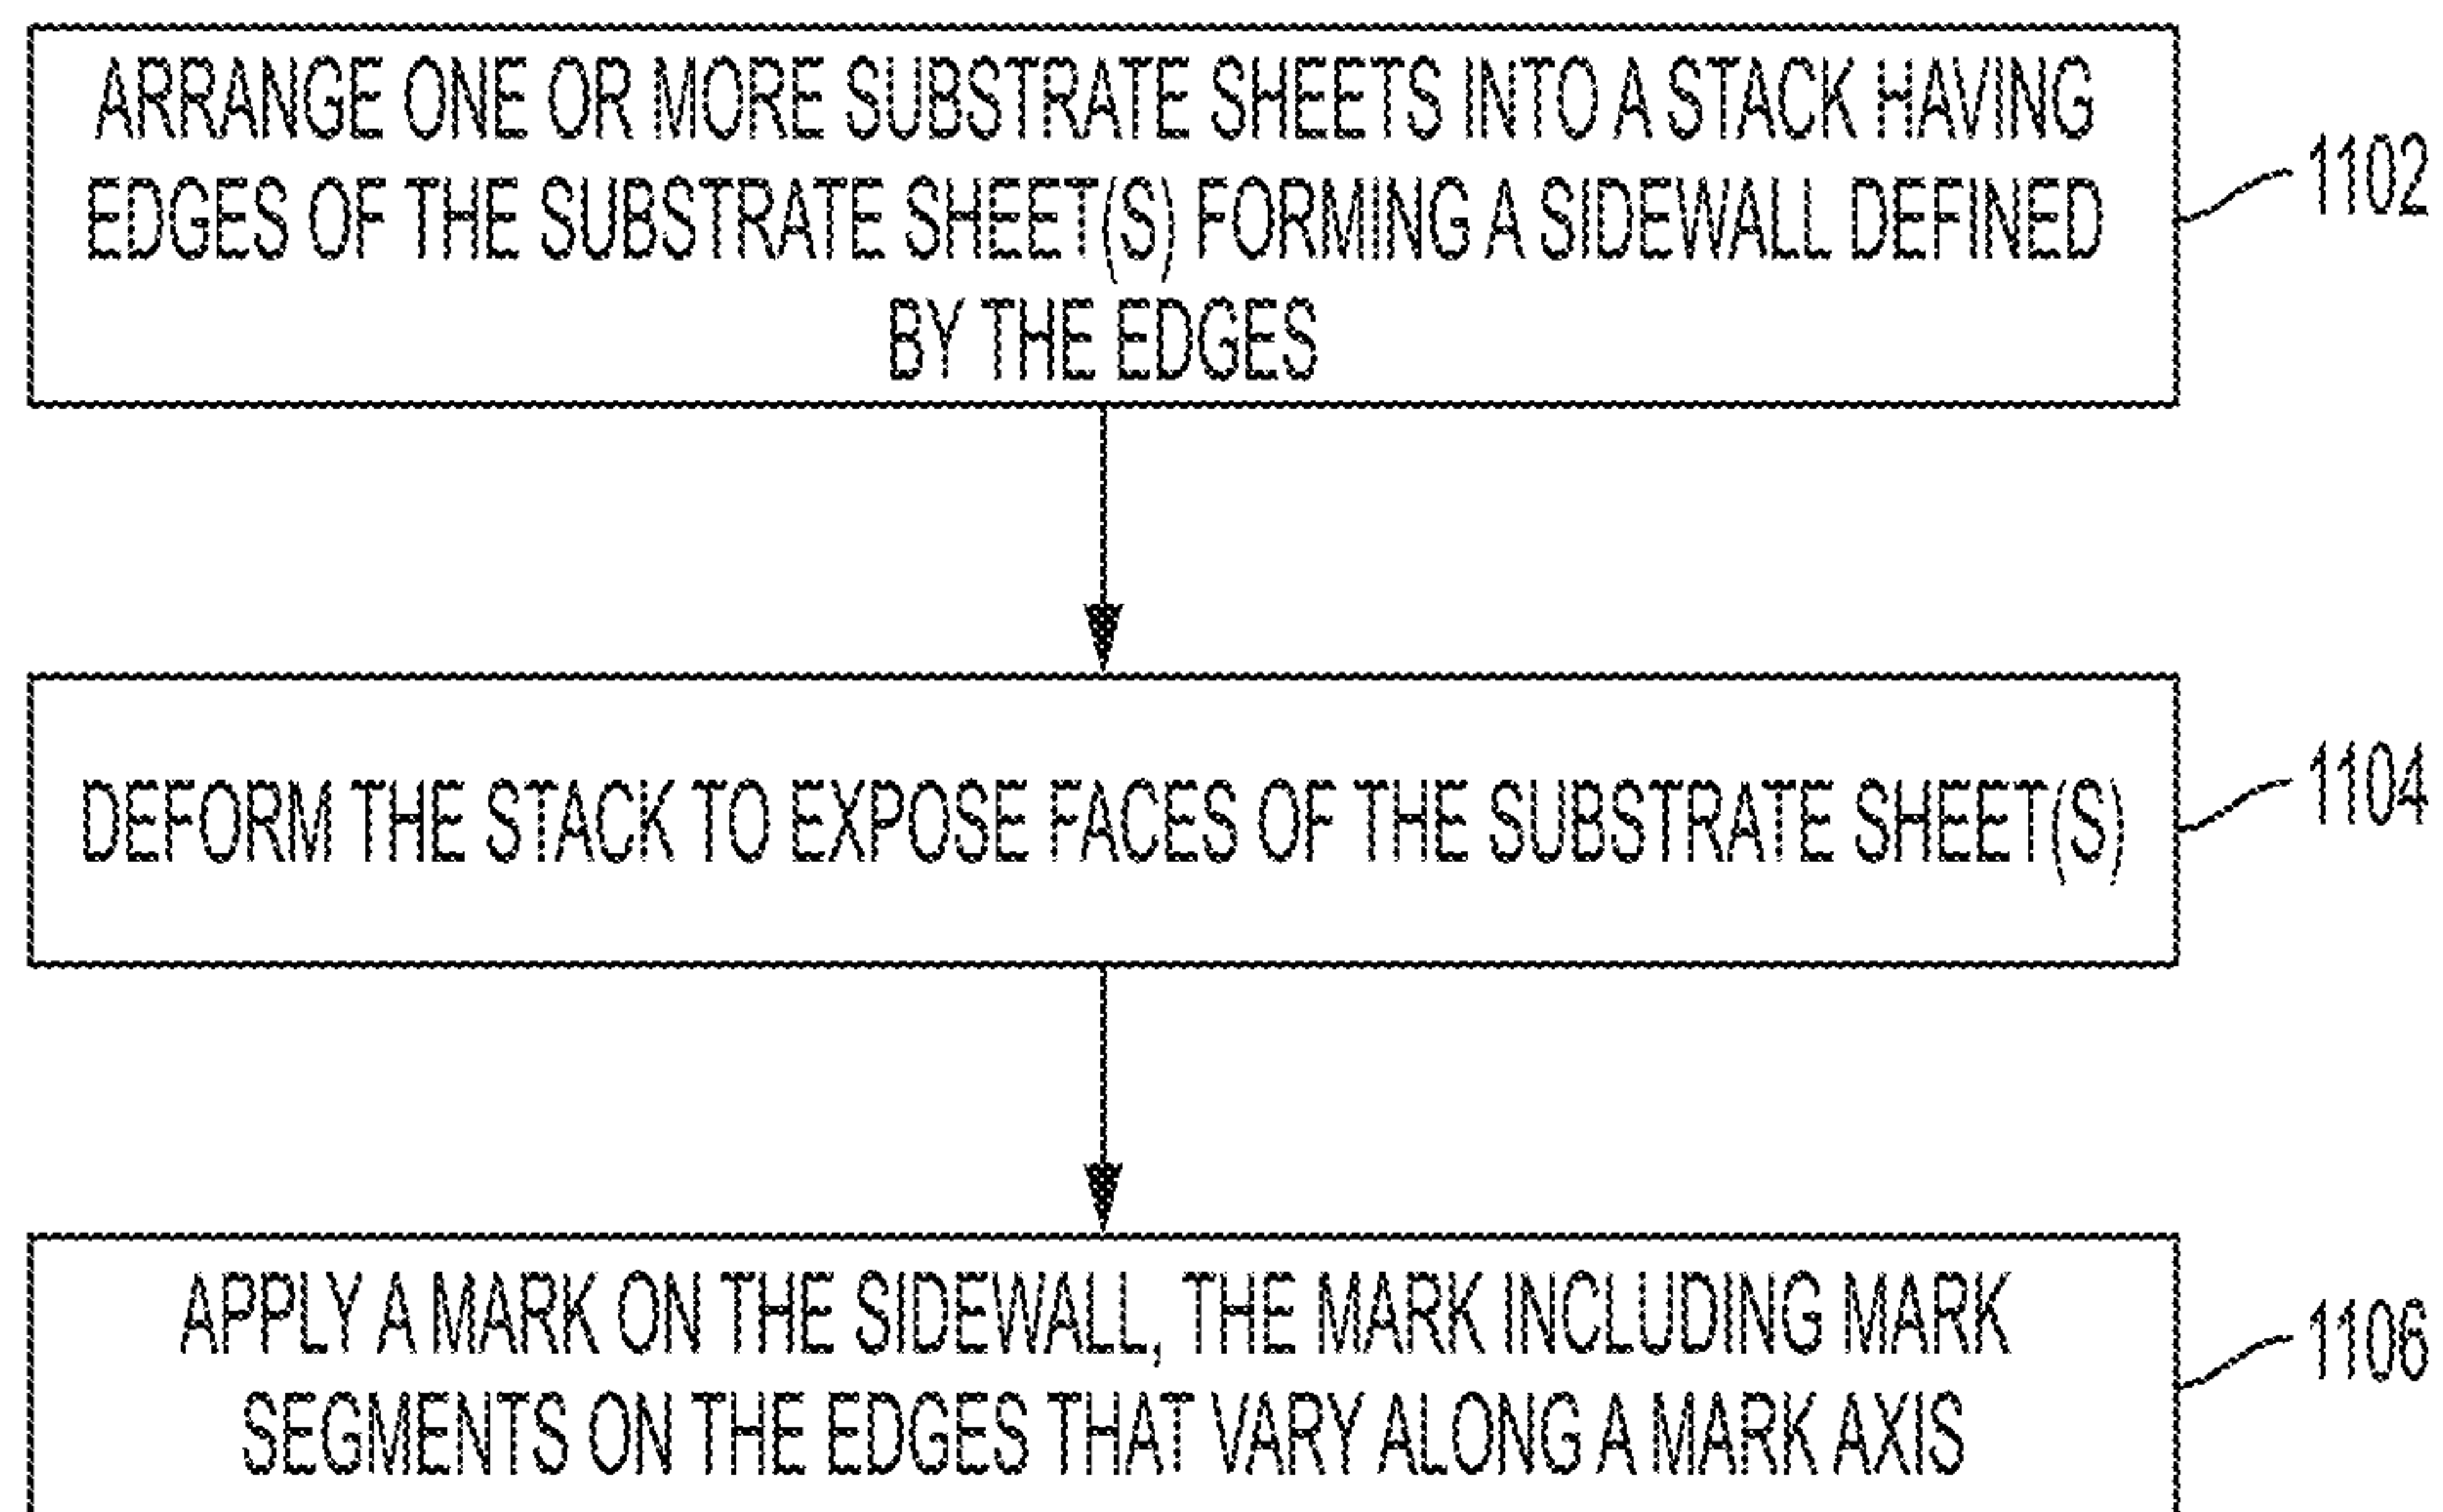 ARRANGE ONE OR MORE SUBSTRATE SHEETS INTO A STACK HAVING
EDGES OF THE SUBSTRATE SHEET(S) FORMING A SIDEWALL DEFINED
BY THE EDGES
1102
DEFORM THE STACK TO EXPOSE FACES OF THE SUBSTRATE SHEET(S)
1104
APPLY A MARK ON THE SIDEWALL, THE MARK INCLUDING MARK
SEGMENTS ON THE EDGES THAT VARY ALONG A MARK AXIS
1106